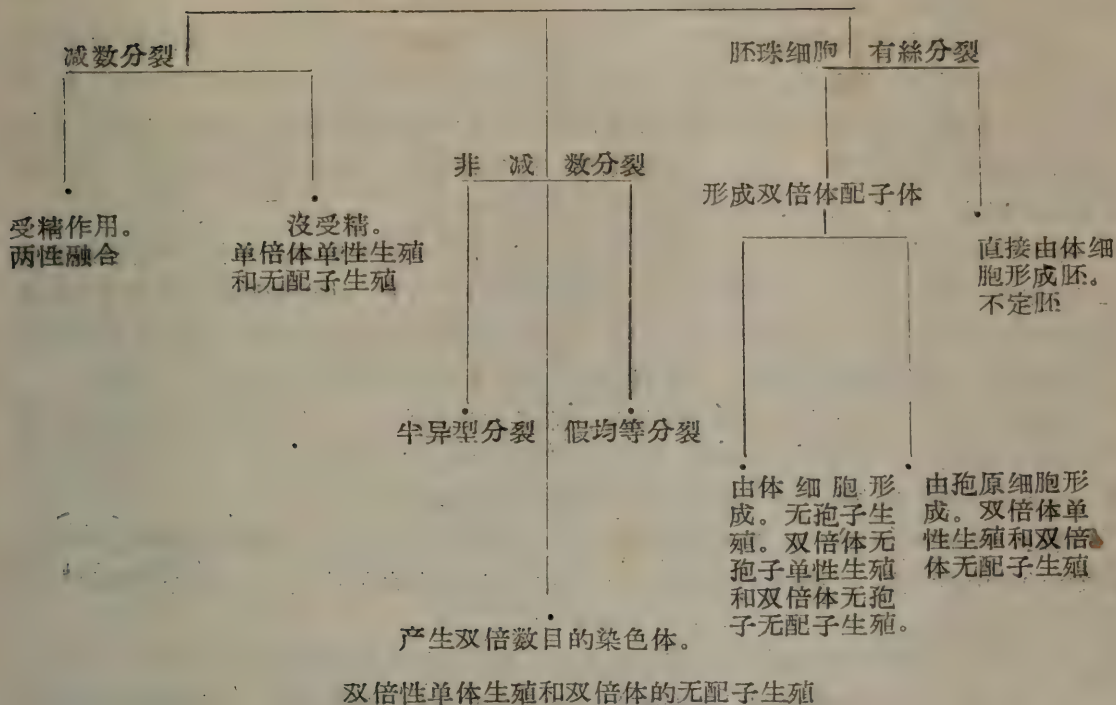 减数分裂
胚珠细胞 有絲分裂
非减数分裂
受精作用。
两性融合
沒受精。
单倍体单性生殖
和无配子生殖
形成双倍体配子体
直接由体细
胞形成胚。
不定胚
半异型分裂 假均等分裂
由体细胞形
成。无孢子生
殖。双倍体无
孢子单性生殖
和双倍体无孢
子无配子生殖。
由孢原细胞形
成。双倍体单
性生殖和双倍
体无配子生殖
产生双倍数目的染色体。
双倍性单体生殖和双倍体的无配子生殖